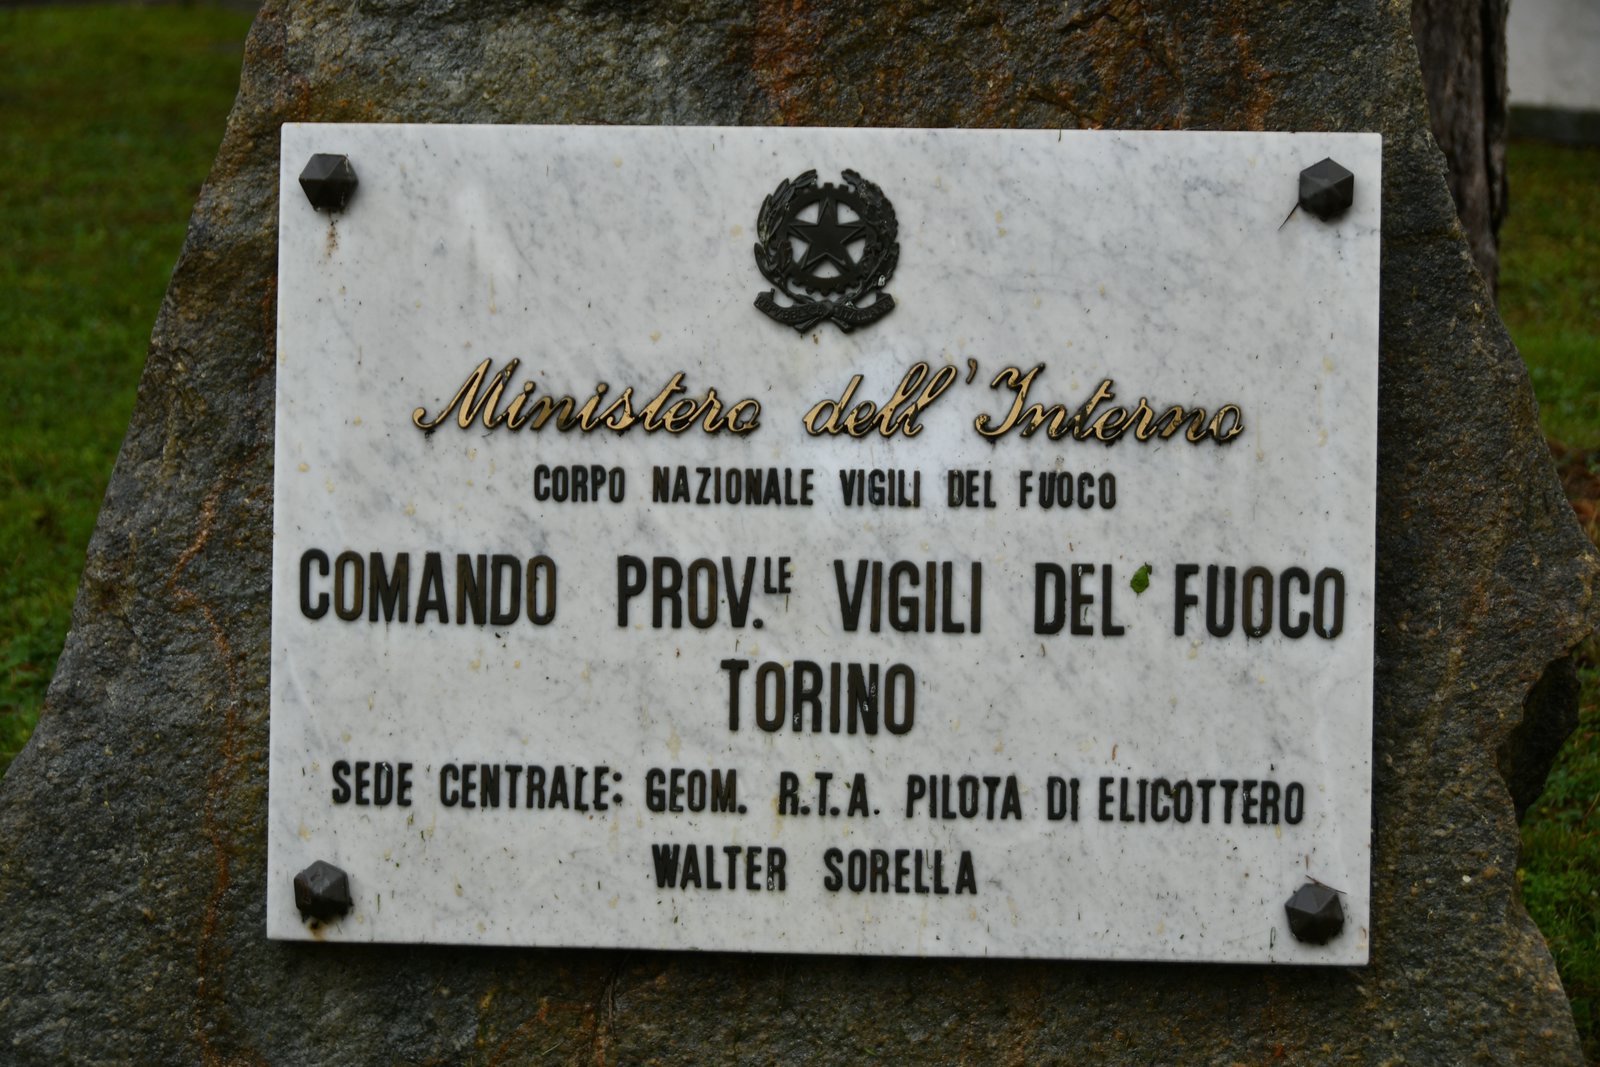 Ministero dell'Interno
CORPO NAZIONALE VIGILI DEL FUOCO
COMANDO PROV.LE VIGILI DEL FUOCO
TORINO
SEDE CENTRALE: GEOM. R.T.A. PILOTA DI ELICOTTERO
WALTER SORELLA